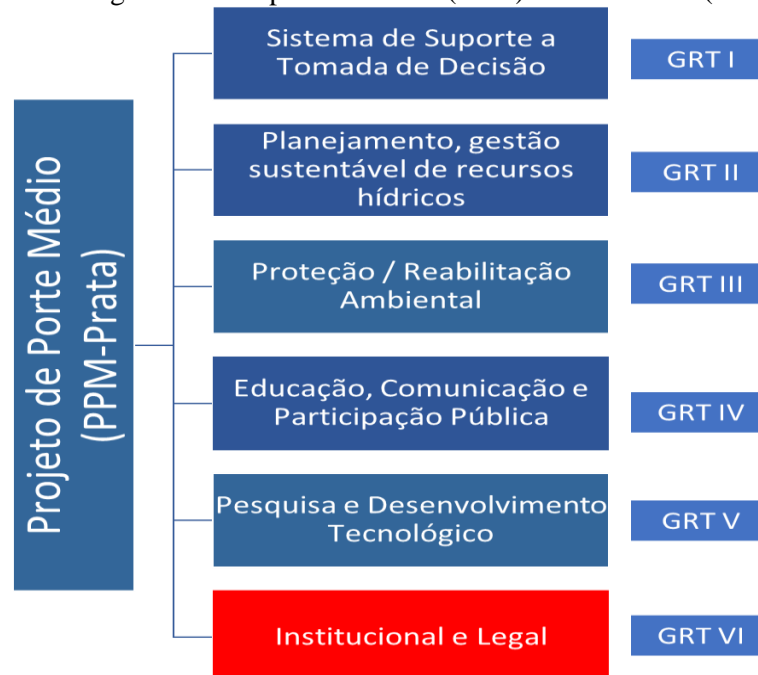 Projeto de Porte Médio
(PPM-Prata)
Sistema de Suporte a
Tomada de Decisão
GRT I
Planejamento, gestão
sustentável de recursos
hídricos
GRT II
Proteção / Reabilitação
Ambiental
GRT III
Educação, Comunicação e
Participação Pública
GRT IV
Pesquisa e Desenvolvimento
Tecnológico
GRT V
Institucional e Legal
GRT VI